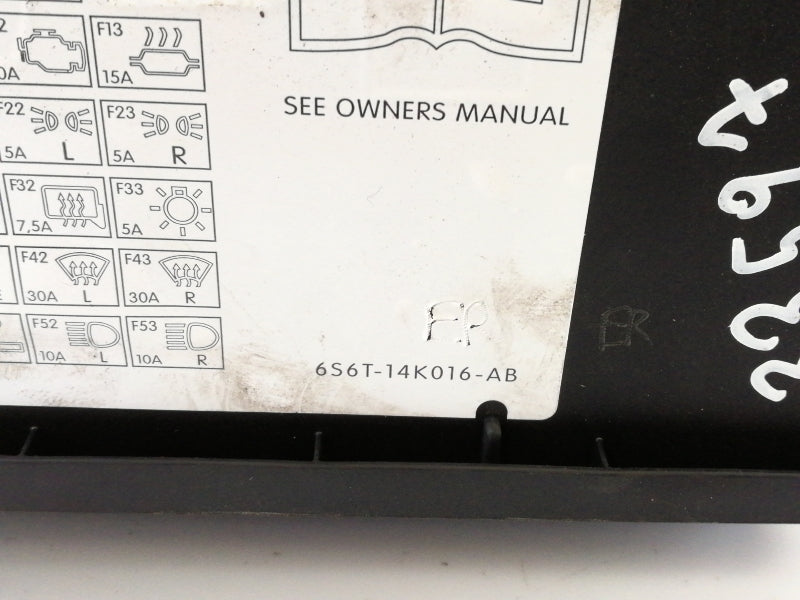 F13
15A
F22
5A L
F23
5A R
F32
7,5A
F33
5A
F42
30A L
F43
30A R
F52
10A L
F53
10A R
SEE OWNERS MANUAL
6S6T-14K016-AB